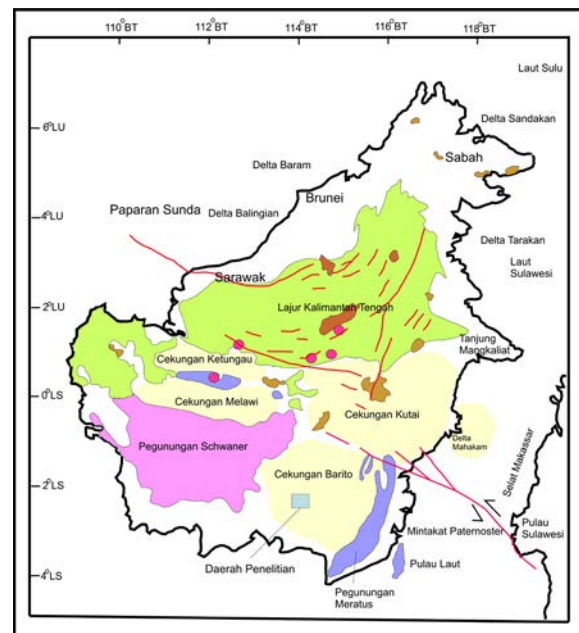 110°BT
112°BT
114°BT
116°BT
118°BT
Laut Sulu
6°LU
Delta Sandakan
Sabah
Delta Baram
Brunei
Paparan Sunda
Delta Balingian
4°LU
Delta Tarakan
Laut
Sulawesi
Sarawak
2°LU
Lajur Kalimantan Tengah
Tanjung
Mangkaliat
Cekungan Ketungau
0°LS
Cekungan Melawi
Cekungan Kutai
Pegunungan Schwaner
Delta
Mahakam
Selat Makassar
Cekungan Barito
2°LS
Mintakat Paternoster
Pulau
Sulawesi
Daerah Penelitian
Pulau Laut
4°LS
Pegunungan
Meratus